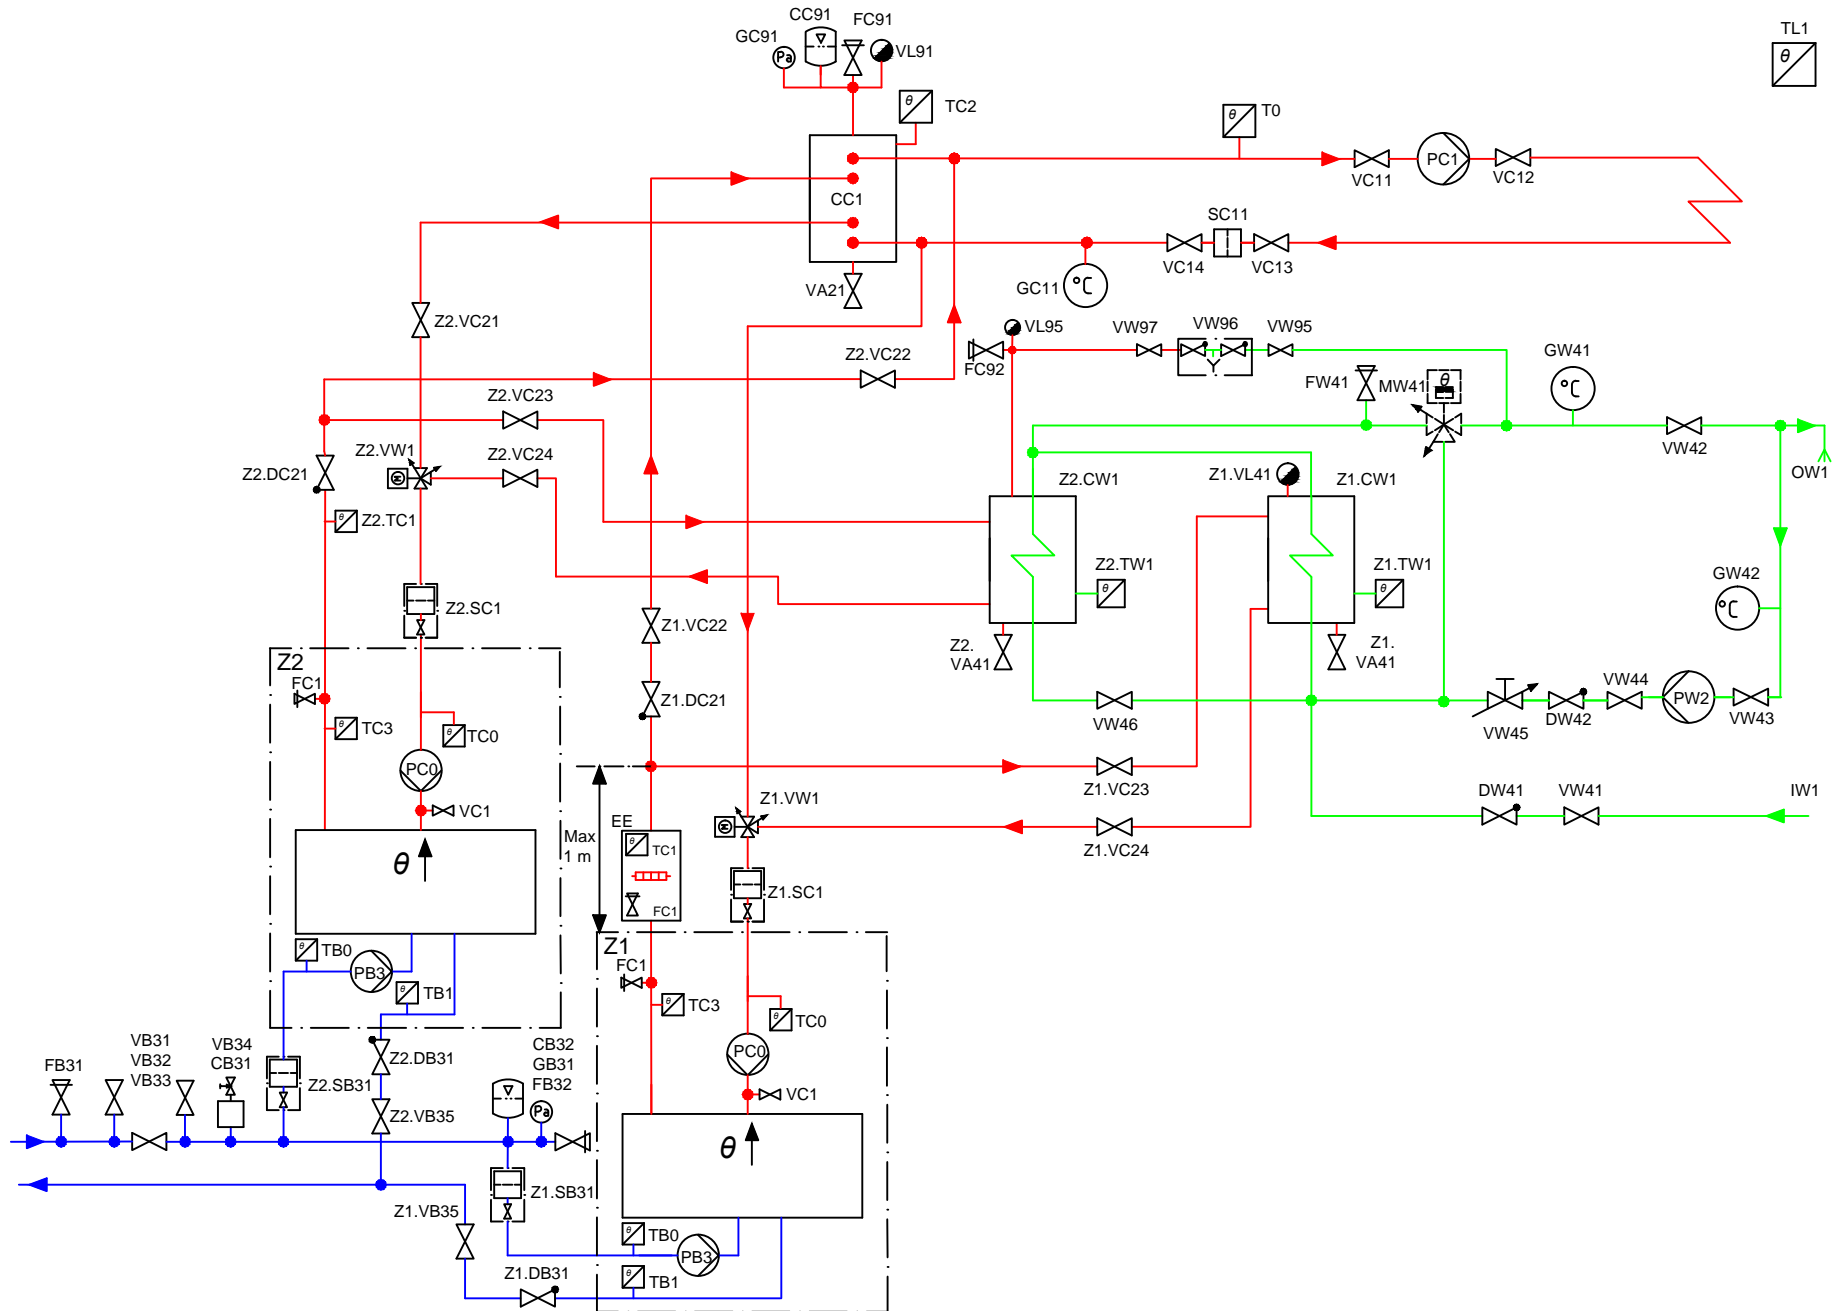 CC91
FC91
GC91
Pa
VL91
TL1
θ
TC2
θ
T0
θ
PC1
VC11
VC12
CC1
SC11
VC14
VC13
°C
GC11
VA21
Z2.VC21
VL95
VW97
VW96
VW95
Z2.VC22
FC92
GW41
°C
FW41
MW41
θ
Z2.VC23
VW42
OW1
Z2.VW1
M
Z2.VC24
Z2.DC21
Z2.CW1
Z1.VL41
Z1.CW1
Z2.TC1
θ
Z2.TW1
θ
Z1.TW1
θ
GW42
°C
Z2.SC1
Z1.VC22
Z2.
VA41
Z1.
VA41
Z2
FC1
Z1.DC21
TC3
θ
TC0
θ
VW46
VW45
DW42
VW44
PW2
VW43
PC0
VC1
Z1.VC23
DW41
VW41
IW1
Z1.VW1
M
Z1.VC24
EE
TC1
θ
FC1
Max
1 m
θ
Z1.SC1
TB0
θ
PB3
TB1
θ
Z1
FC1
TC3
θ
TC0
θ
PC0
VC1
FB31
VB31
VB32
VB33
VB34
CB31
Z2.SB31
Z2.DB31
Z2.VB35
CB32
GB31
FB32
Pa
θ
Z1.SB31
Z1.VB35
TB0
θ
PB3
Z1.DB31
TB1
θ